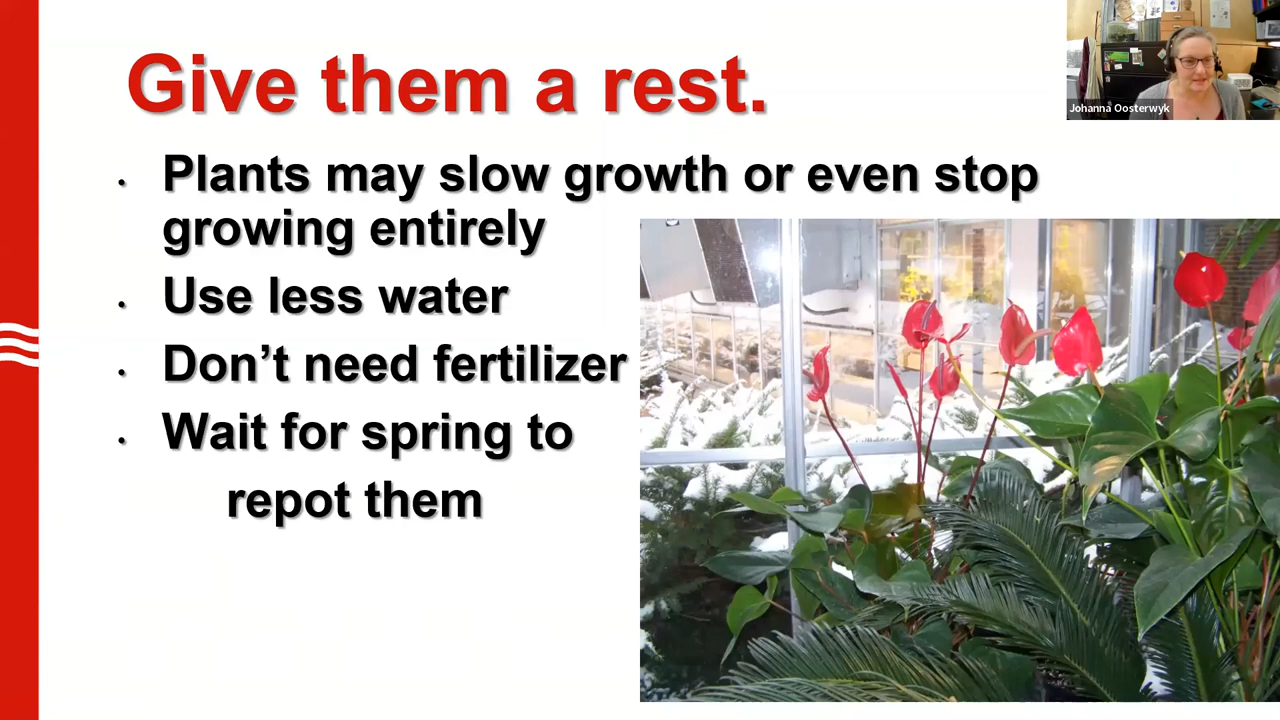 Give them a rest.
Johanna Oosterwyk
• Plants may slow growth or even stop
growing entirely
• Use less water
• Don’t need fertilizer
• Wait for spring to
repot them